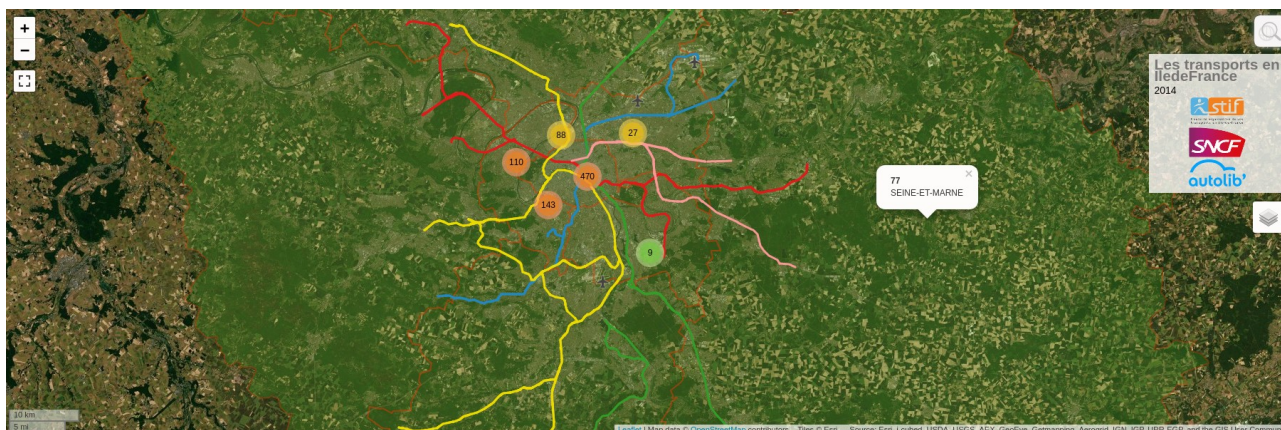 +
−
88
27
110
470
143
9
77
×
SEINE-ET-MARNE
Les transports en
IledeFrance
2014
stif
SNCF
autolib'
10 km
5 mi
Leaflet | Map data © OpenStreetMap contributors, Tiles © Esri — Source: Esri, i-cubed, USDA, USGS, AEX, GeoEye, Getmapping, Aerogrid, IGN, IGP, UPR-EGP, and the GIS User Commun